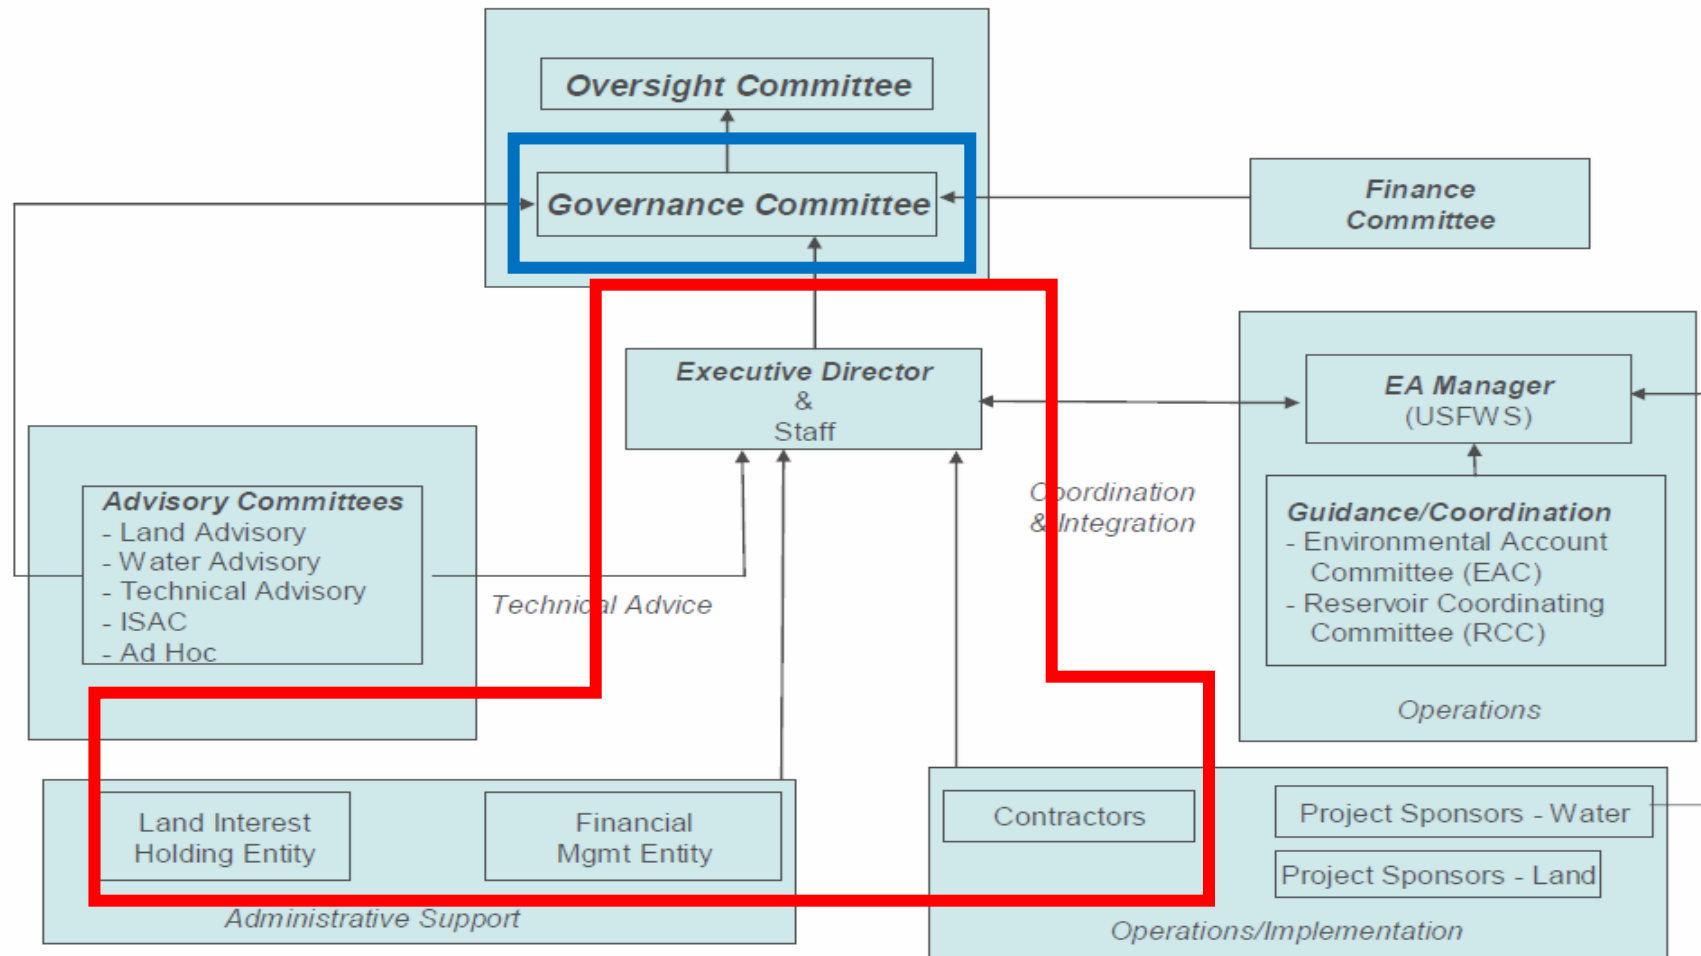 Oversight Committee
Governance Committee
Finance
Committee
Executive Director
&
Staff
EA Manager
(USFWS)
Advisory Committees
- Land Advisory
- Water Advisory
- Technical Advisory
- ISAC
- Ad Hoc
Technical Advice
Coordination
& Integration
Guidance/Coordination
- Environmental Account
Committee (EAC)
- Reservoir Coordinating
Committee (RCC)
Operations
Land Interest
Holding Entity
Financial
Mgmt Entity
Administrative Support
Contractors
Project Sponsors - Water
Project Sponsors - Land
Operations/Implementation